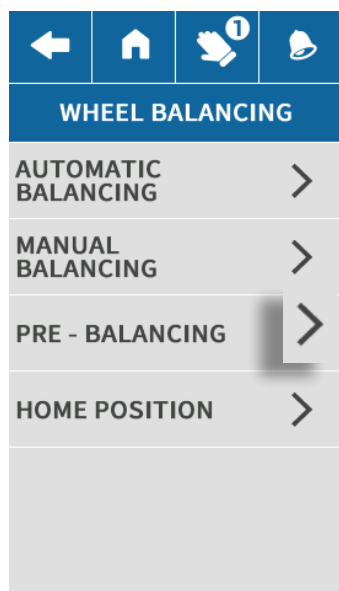 1
WHEEL BALANCING
AUTOMATIC
BALANCING
MANUAL
BALANCING
PRE - BALANCING
HOME POSITION